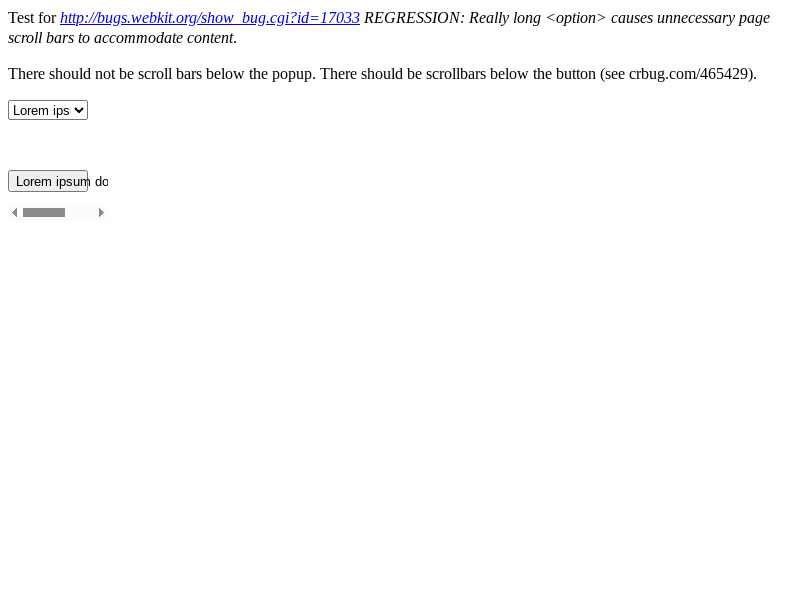 Test for http://bugs.webkit.org/show_bug.cgi?id=17033 REGRESSION: Really long <option> causes unnecessary page
scroll bars to accommodate content.
There should not be scroll bars below the popup. There should be scrollbars below the button (see crbug.com/465429).
Lorem ips
Lorem ipsum do